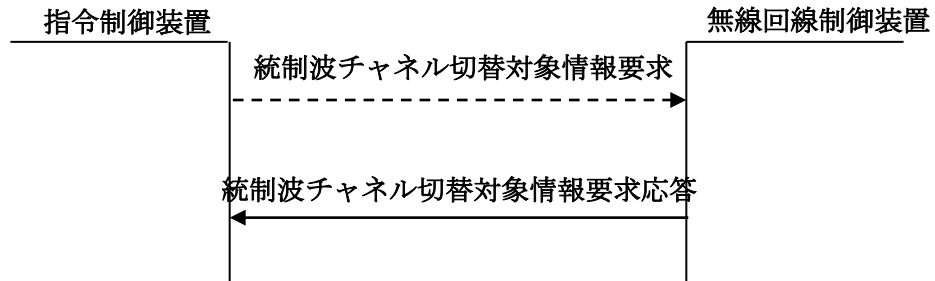 指令制御装置
無線回線制御装置
統制波チャネル切替対象情報要求
統制波チャネル切替対象情報要求応答